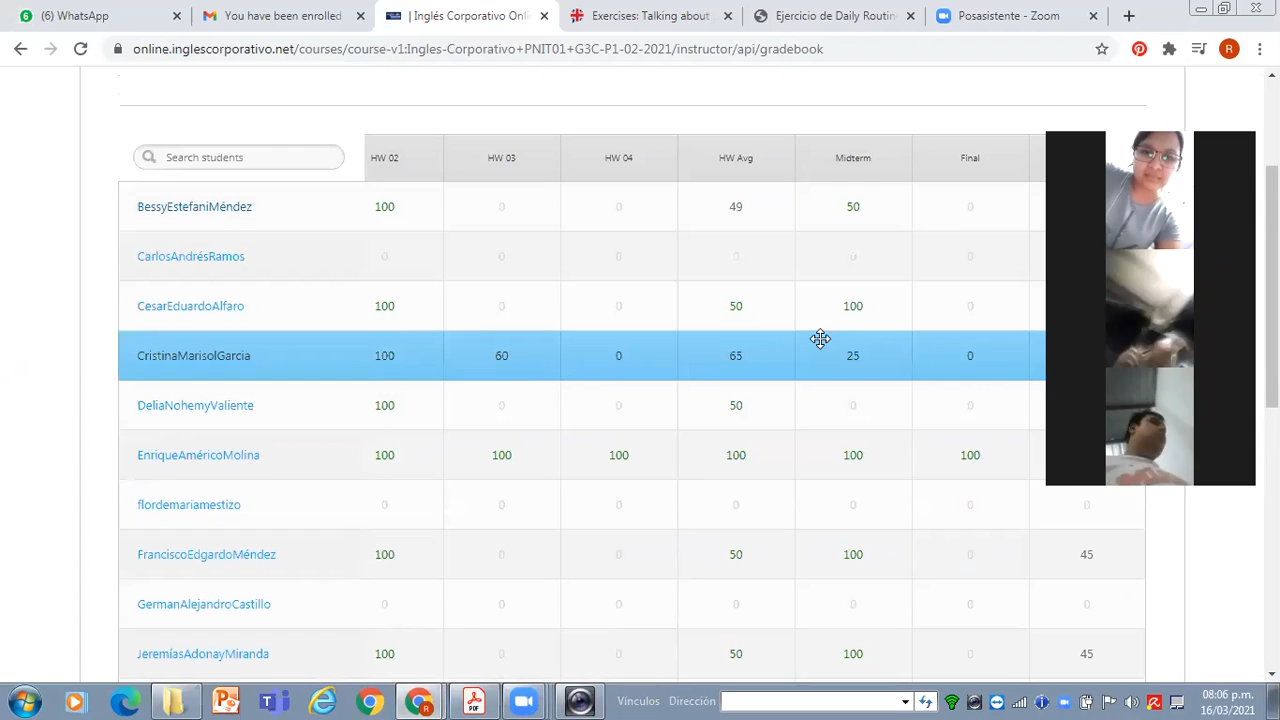 (6) WhatsApp
You have been enrolled
| Inglés Corporativo Onli
Exercises: Talking about
Ejercicio de Daily Routin
Posasistente - Zoom
online.inglescorporativo.net/courses/course-v1:Ingles-Corporativo+PNIT01+G3C-P1-02-2021/instructor/api/gradebook
R
Search students
HW 02 HW 03 HW 04 HW Avg Midterm Final
BessyEstefaniMéndez 100 0 0 49 50 0
CarlosAndrésRamos 0 0 0 0 0 0
CesarEduardoAlfaro 100 0 0 50 100 0
CristinaMarisolGarcia 100 60 0 65 25 0
DeliaNohemyValiente 100 0 0 50 0 0
EnriqueAméricoMolina 100 100 100 100 100 100
flordemariamestizo 0 0 0 0 0 0 0
FranciscoEdgardoMéndez 100 0 0 50 100 0 45
GermanAlejandroCastillo 0 0 0 0 0 0 0
JeremíasAdonayMiranda 100 0 0 50 100 0 45
Vínculos Dirección
08:06 p.m.
16/03/2021